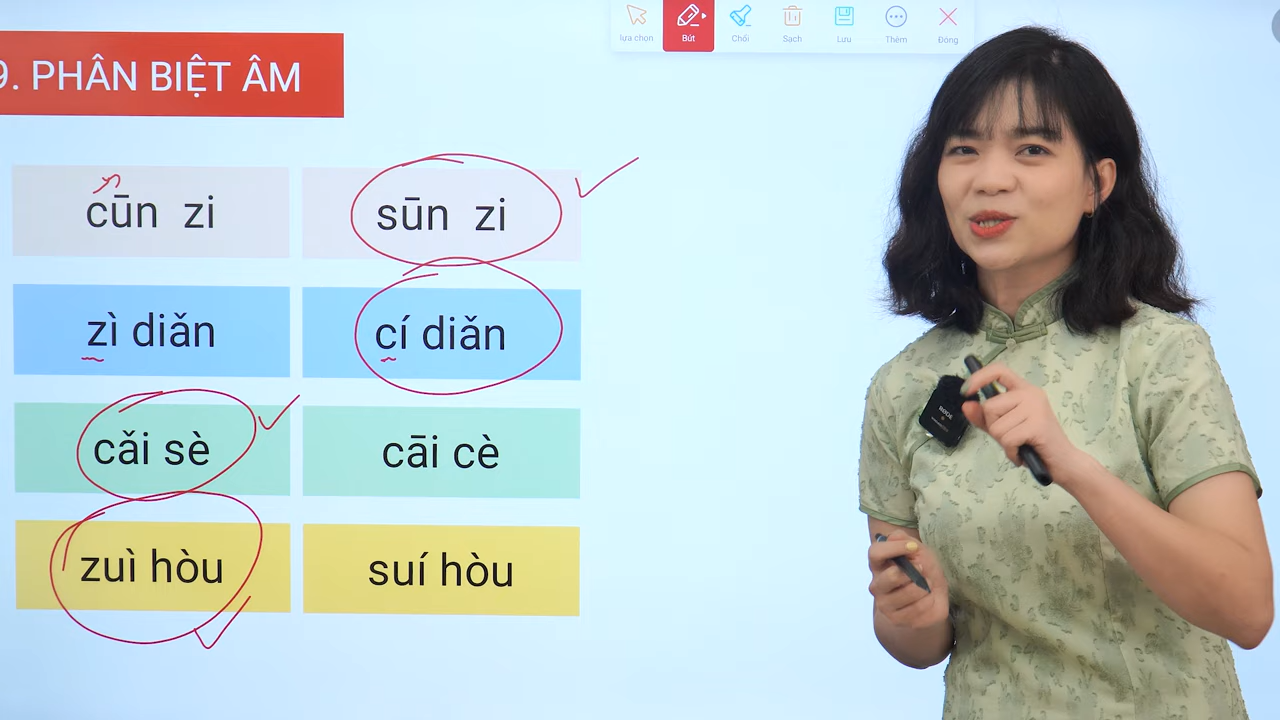 lựa chọn Bút Chổi Sạch Lưu Thêm Đóng
9. PHÂN BIỆT ÂM
cūn zi sūn zi
zì diǎn cí diǎn
cǎi sè cāi cè
zuì hòu suí hòu
RODE